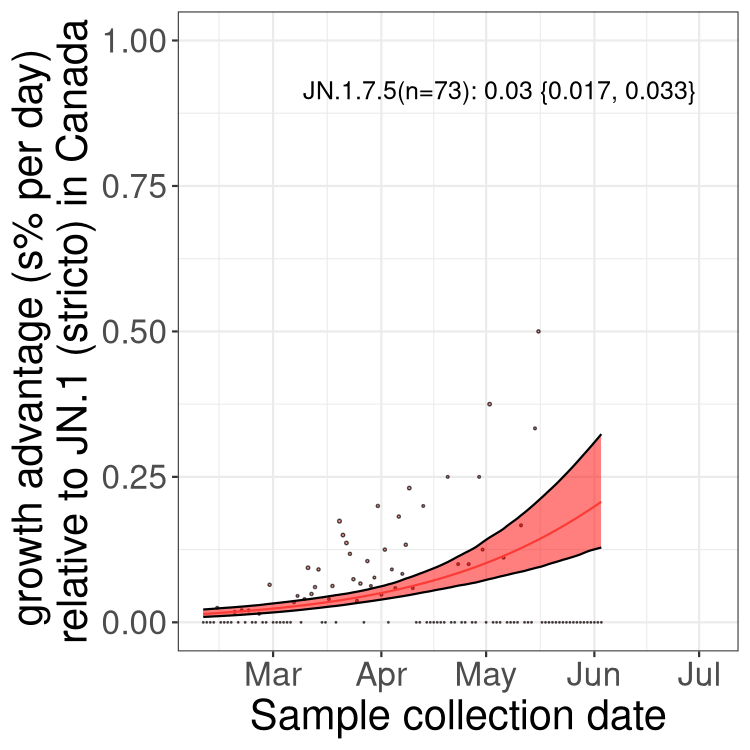 growth advantage (s% per day)
relative to JN.1 (stricto) in Canada
1.00
0.75
0.50
0.25
0.00
JN.1.7.5(n=73): 0.03 {0.017, 0.033}
Mar Apr May Jun Jul
Sample collection date